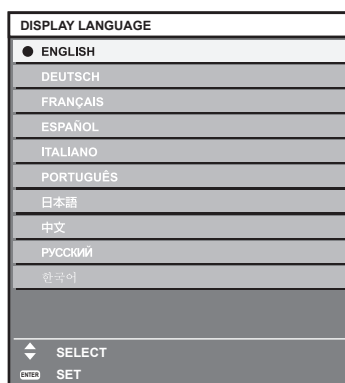 DISPLAY LANGUAGE
ENGLISH
DEUTSCH
FRANÇAIS
ESPAÑOL
ITALIANO
PORTUGUÊS
日本語
中文
РУССКИЙ
한국어
SELECT
ENTER SET